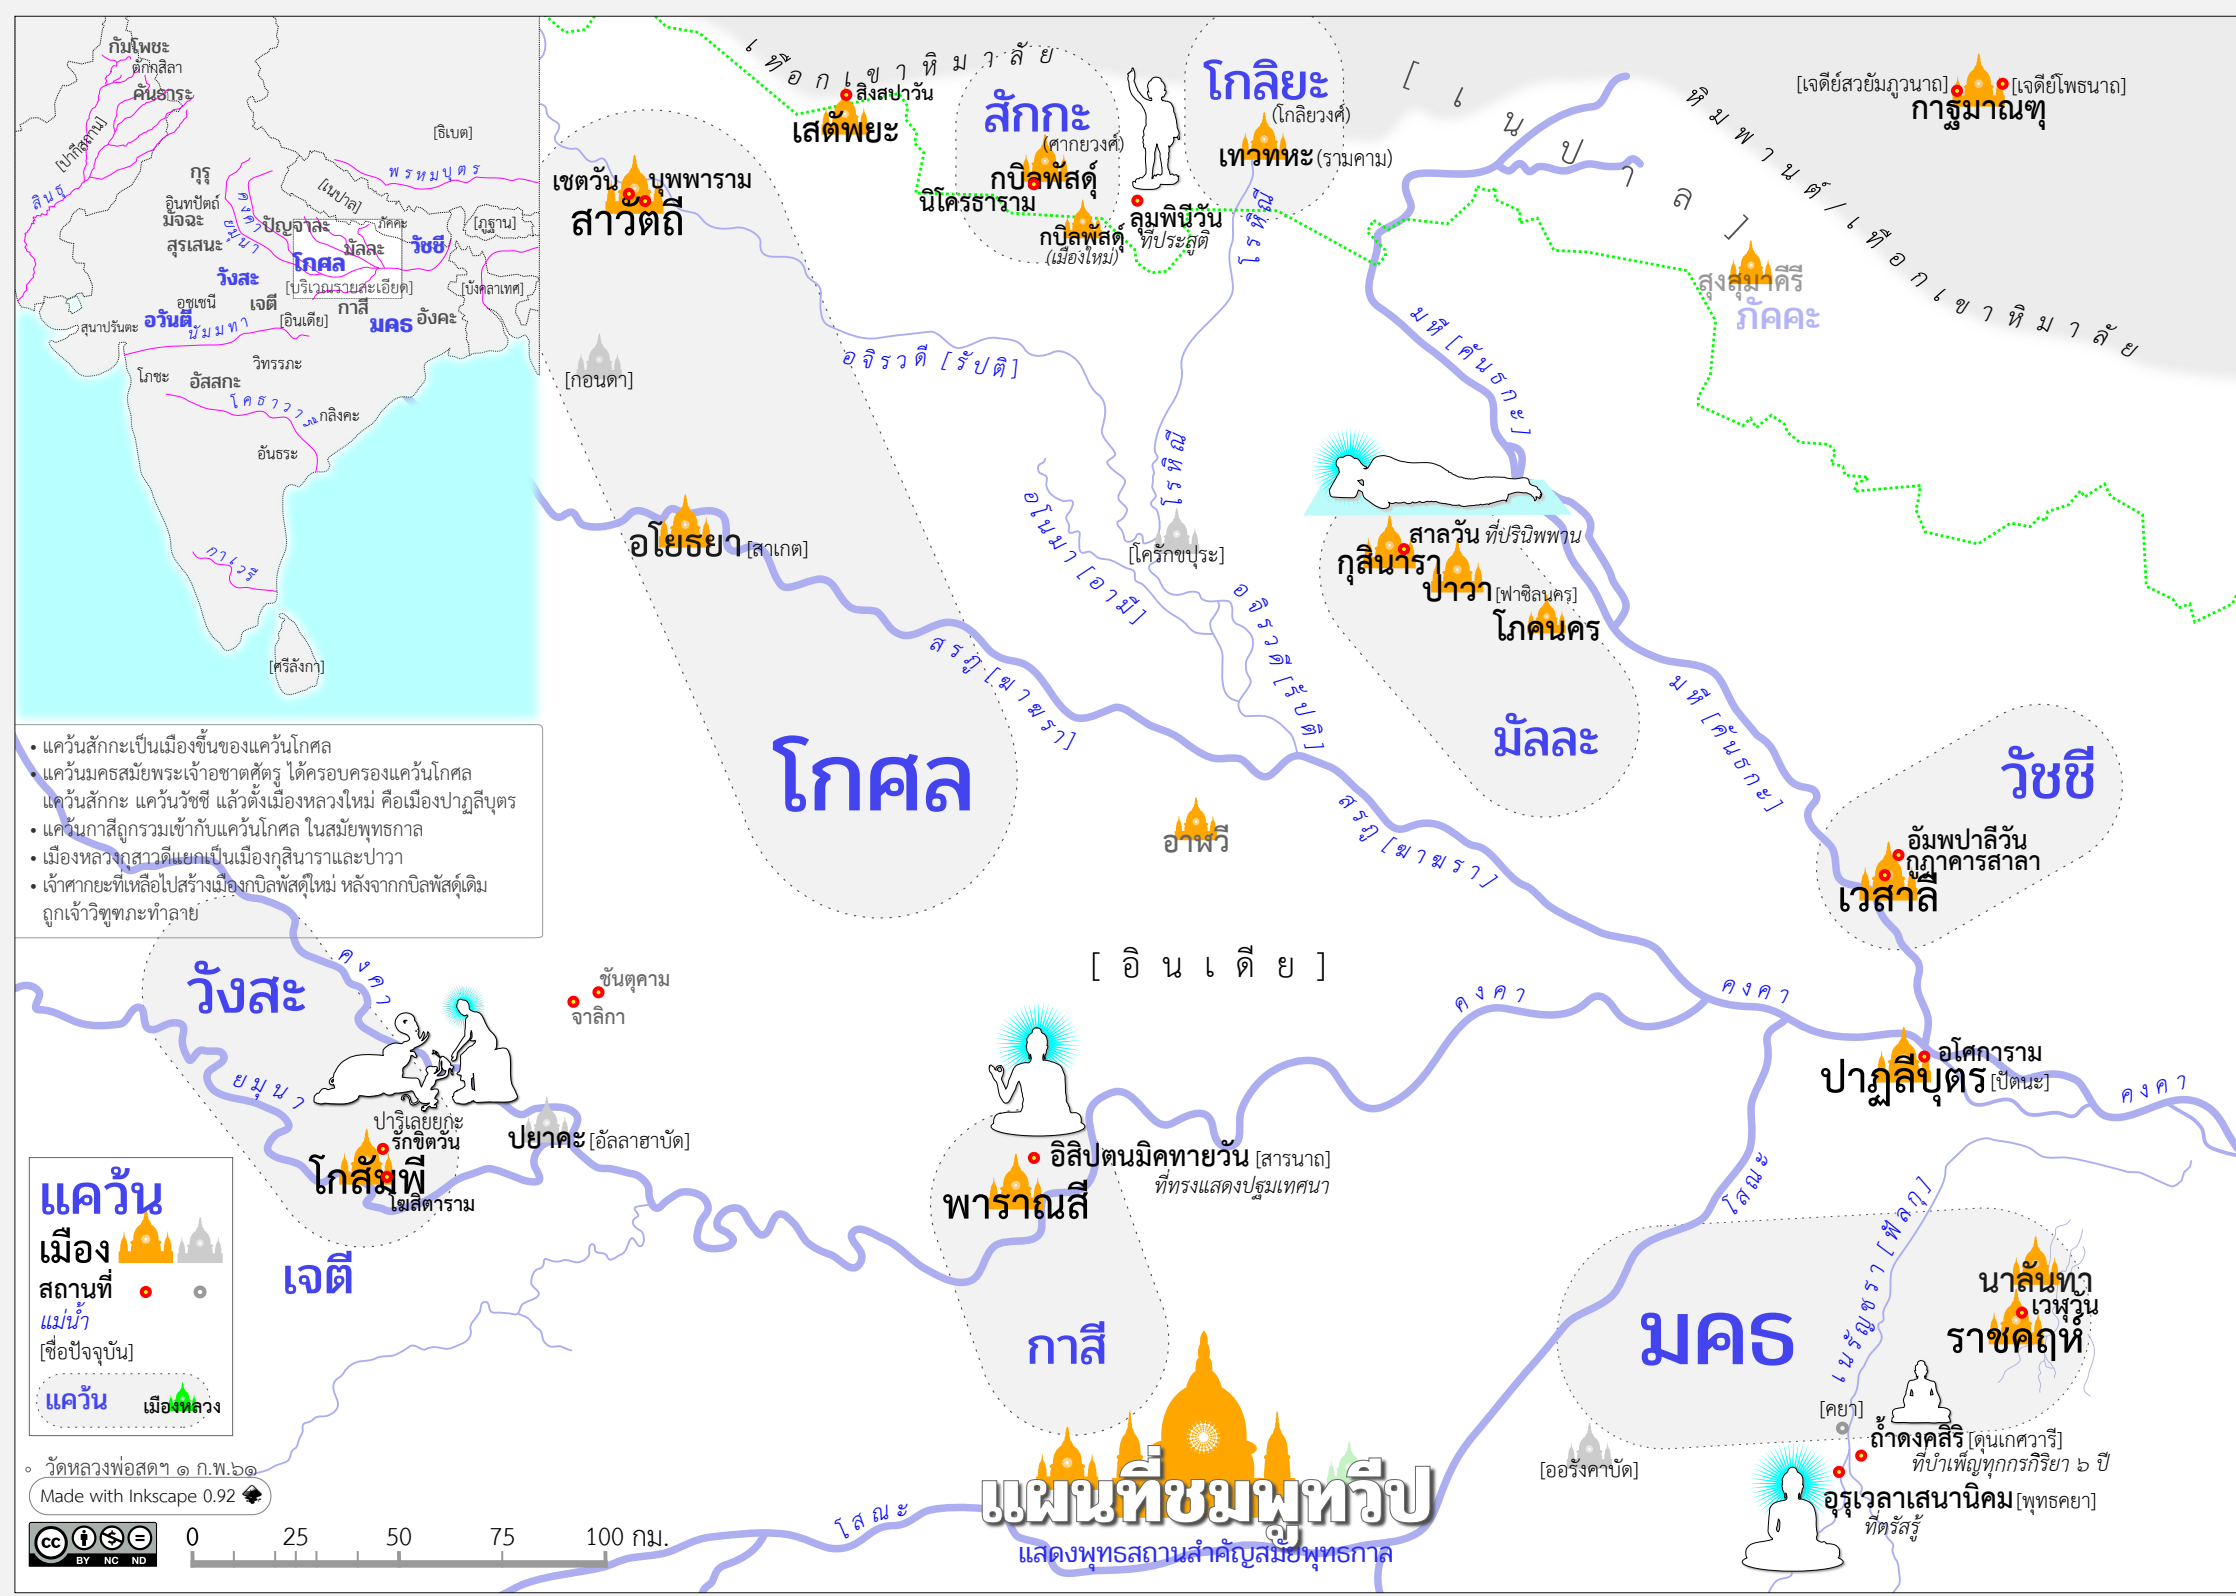 กัมโพชะ
ตักกสิลา
คันธาระ
[ปากีสถาน]
สินธุ
[ธิเบต]
พรหมบุตร
กุรุ
[เนปาล]
อินทปัตถ์
มัจฉะ
คงคา
ยมุนา
ปัญจาละ
ภัคคะ
[ภูฐาน]
สุรเสนะ
มัลละ
วัชชี
โกศล
วังสะ
[บริเวณรายละเอียด]
[บังคลาเทศ]
อุชเชนี
เจตี
กาสี
สุนาปรันตะ
อวันตี
นัมมทา
[อินเดีย]
มคธ
อังคะ
วิทรรภะ
โภชะ
อัสสกะ
โคธาวารี
กลิงคะ
อันธระ
กาเวรี
[ศรีลังกา]
• แคว้นสักกะเป็นเมืองขึ้นของแคว้นโกศล
• แคว้นมคธสมัยพระเจ้าอชาตศัตรู ได้ครอบครองแคว้นโกศล
แคว้นสักกะ แคว้นวัชชี แล้วตั้งเมืองหลวงใหม่ คือเมืองปาฏลีบุตร
• แคว้นกาสีถูกรวมเข้ากับแคว้นโกศล ในสมัยพุทธกาล
• เมืองหลวงกุสาวดีแยกเป็นเมืองกุสินาราและปาวา
• เจ้าศากยะที่เหลือไปสร้างเมืองกบิลพัสดุ์ใหม่ หลังจากกบิลพัสดุ์เดิม
ถูกเจ้าวิฑูฑภะทำลาย
เทือกเขาหิมาลัย
สิงสปาวัน
เสตัพยะ
สักกะ
(ศากยวงศ์)
กบิลพัสดุ์
นิโครธาราม
กบิลพัสดุ์
(เมืองใหม่)
ลุมพินีวัน
ที่ประสูติ
โกลิยะ
(โกลิยวงศ์)
เทวทหะ (รามคาม)
โรหิณี
[เนปาล]
หิมพานต์/เทือกเขาหิมาลัย
[เจดีย์สวยัมภูวนาถ]
[เจดีย์โพธนาถ]
กาฐมาณฑุ
สุงสุมาคีรี
ภัคคะ
เชตวัน
บุพพาราม
สาวัตถี
[กอนดา]
อจิรวดี [รัปติ]
มหี [คันธกะ]
โรหิณี
อโนมา [อามี]
[โครักขปุระ]
อจิรวดี [รัปติ]
อโยธยา [สาเกต]
สรภู [ฆาฆรา]
โกศล
สาลวัน ที่ปรินิพพาน
กุสินารา
ปาวา [ฟาซิลนคร]
โภคนคร
มัลละ
มหี [คันธกะ]
สรภู [ฆาฆรา]
อาฬวี
วัชชี
อัมพปาลีวัน
กูฏาคารสาลา
เวสาลี
[อินเดีย]
วังสะ
คงคา
ยมุนา
ชันตุคาม
จาลิกา
ปาริเลยยกะ
รักขิตวัน
โกสัมพี
โฆสิตาราม
ปยาคะ [อัลลาฮาบัด]
เจตี
คงคา
คงคา
อโศการาม
ปาฏลีบุตร [ปัตนะ]
คงคา
อิสิปตนมิคทายวัน [สารนาถ]
ที่ทรงแสดงปฐมเทศนา
พาราณสี
กาสี
โสณะ
เนรัญชรา [ฟัลกุ]
มคธ
นาลันทา
เวฬุวัน
ราชคฤห์
[คยา]
ถ้ำดงคสิริ [ดุนเกศวารี]
ที่บำเพ็ญทุกกรกิริยา ๖ ปี
อุรุเวลาเสนานิคม [พุทธคยา]
ที่ตรัสรู้
[ออรังคาบัด]
โสณะ
แคว้น
เมือง
สถานที่
แม่น้ำ
[ชื่อปัจจุบัน]
แคว้น
เมืองหลวง
วัดหลวงพ่อสดฯ ๑ ก.พ.๖๑
Made with Inkscape 0.92
cc BY NC ND
0 25 50 75 100 กม.
แผนที่ชมพูทวีป
แสดงพุทธสถานสำคัญสมัยพุทธกาล